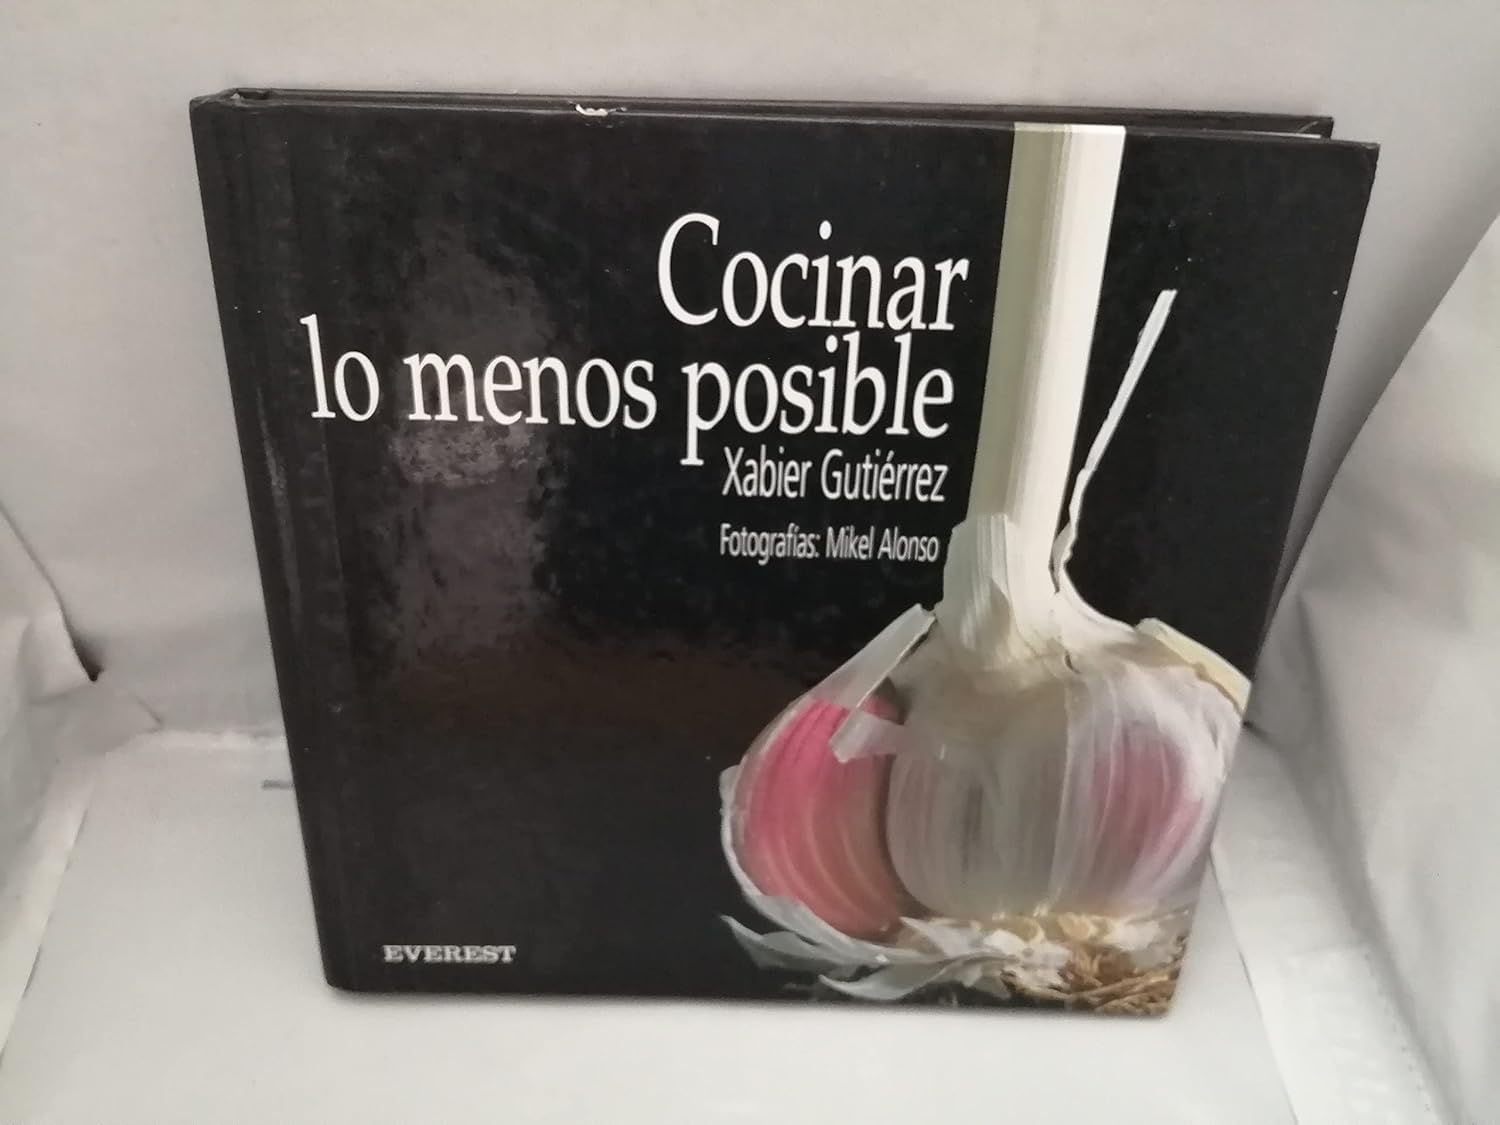 Cocinar
lo menos posible
Xabier Gutiérrez
Fotografías: Mikel Alonso
EVEREST